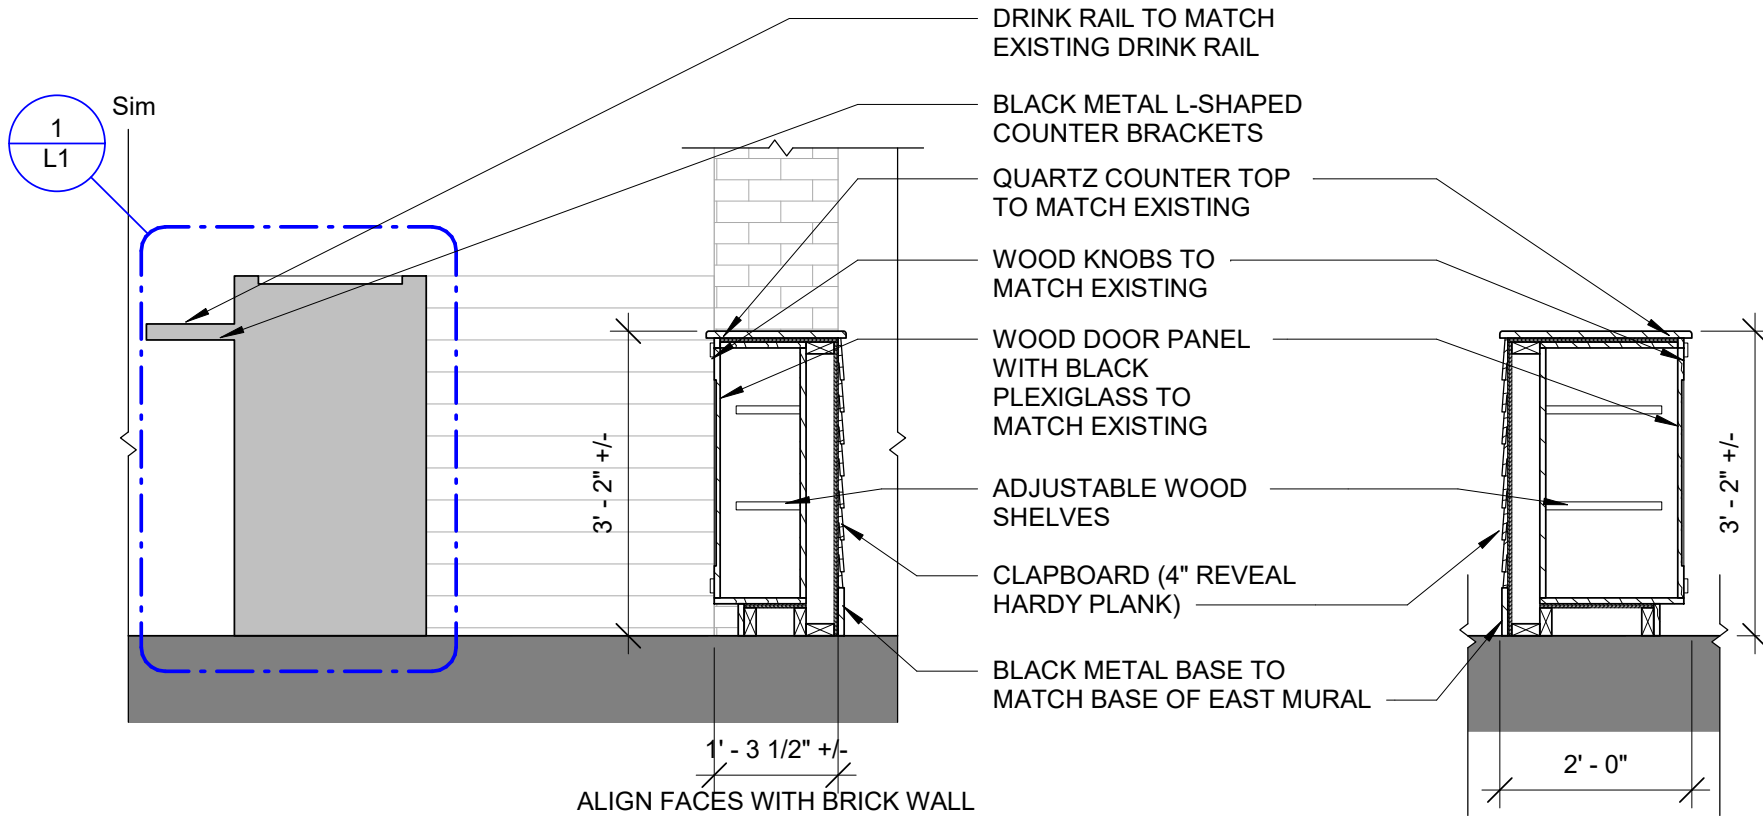 DRINK RAIL TO MATCH
EXISTING DRINK RAIL
Sim
1
L1
BLACK METAL L-SHAPED
COUNTER BRACKETS
QUARTZ COUNTER TOP
TO MATCH EXISTING
WOOD KNOBS TO
MATCH EXISTING
WOOD DOOR PANEL
WITH BLACK
PLEXIGLASS TO
MATCH EXISTING
3' - 2" +/-
3' - 2" +/-
ADJUSTABLE WOOD
SHELVES
CLAPBOARD (4" REVEAL
HARDY PLANK)
BLACK METAL BASE TO
MATCH BASE OF EAST MURAL
1' - 3 1/2" +/-
2' - 0"
ALIGN FACES WITH BRICK WALL